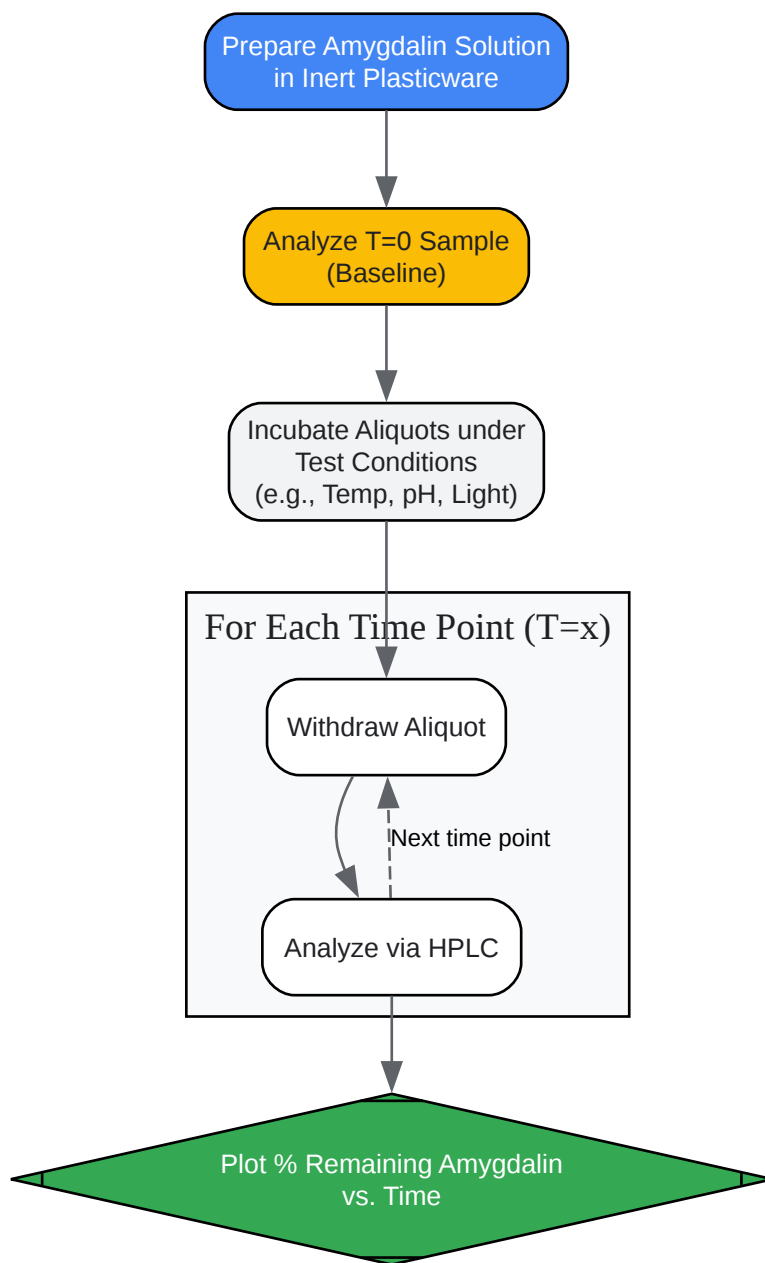 Prepare Amygdalin Solution
in Inert Plasticware
Analyze T=0 Sample
(Baseline)
Incubate Aliquots under
Test Conditions
(e.g., Temp, pH, Light)
For Each Time Point (T=x)
Withdraw Aliquot
Next time point
Analyze via HPLC
Plot % Remaining Amygdalin
vs. Time